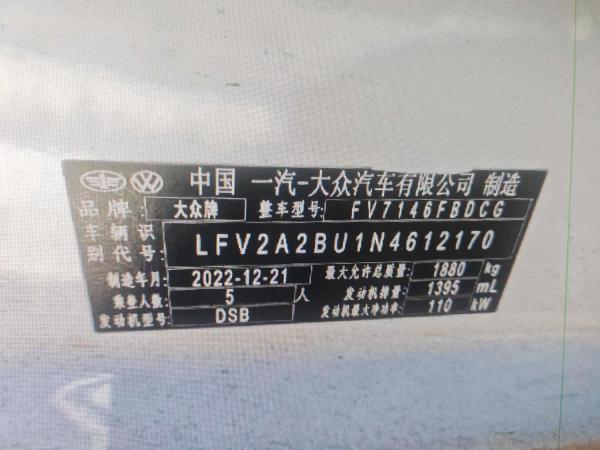 中国 一汽-大众汽车有限公司 制造
品牌: 大众牌 整车型号: FV7146FBDCG
车辆识别代号: LFV2A2BU1N4612170
制造年月: 2022-12-21 最大允许总质量: 1880 kg
乘坐人数: 5 人 发动机排量: 1395 mL
发动机型号: DSB 发动机最大净功率: 110 kW